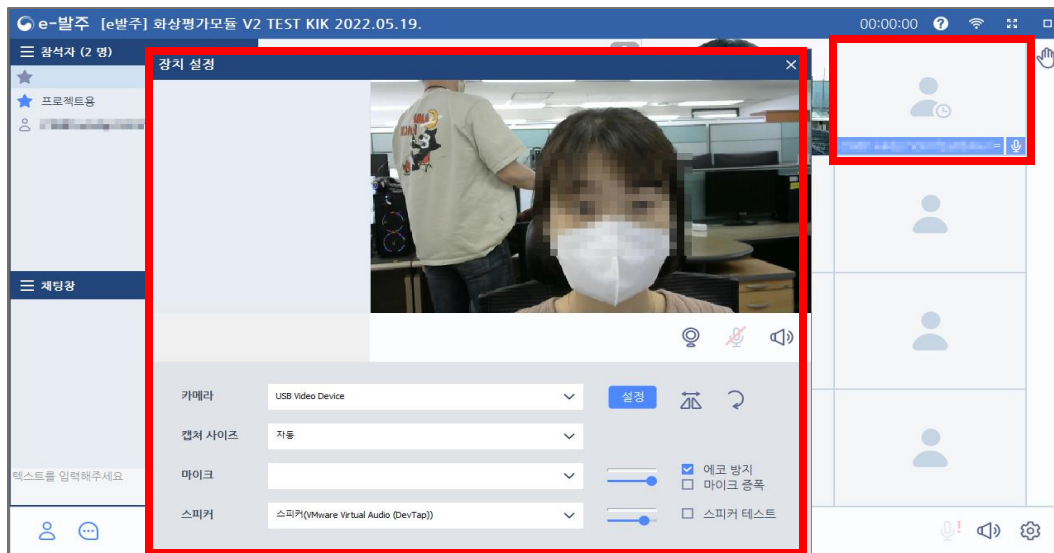 e-발주 [e발주] 화상평가모듈 V2 TEST KIK 2022.05.19.
00:00:00
참석자 (2 명)
프로젝트용
장치 설정
채팅창
텍스트를 입력해주세요
카메라
USB Video Device
설정
캡쳐 사이즈
자동
마이크
에코 방지
마이크 증폭
스피커
스피커(VMware Virtual Audio (DevTap))
스피커 테스트